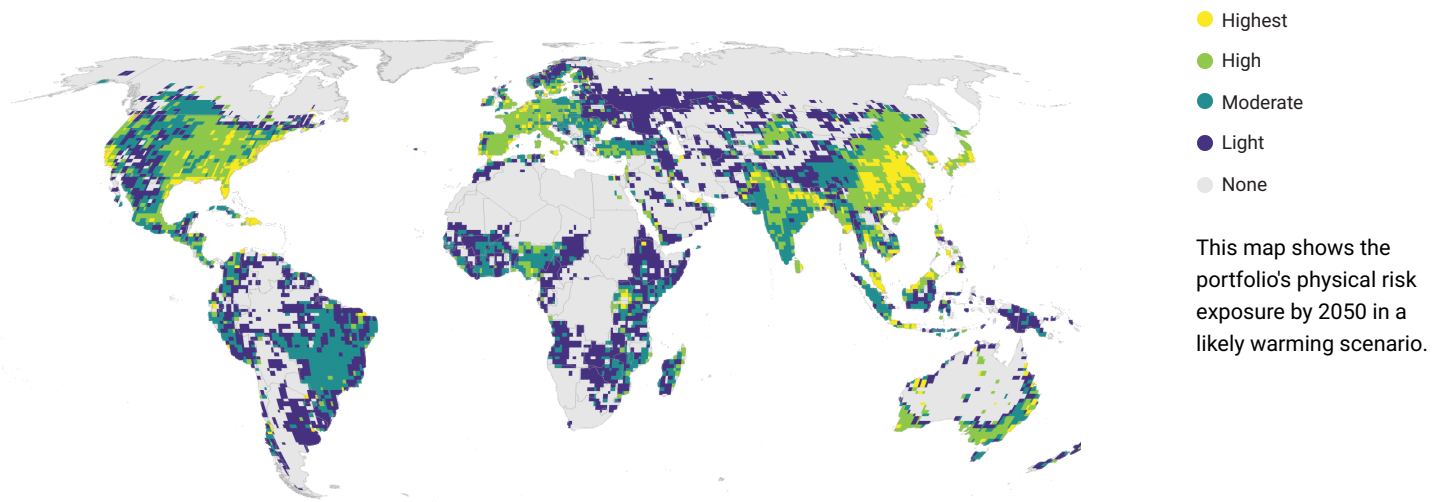 Highest
High
Moderate
Light
None
This map shows the
portfolio's physical risk
exposure by 2050 in a
likely warming scenario.